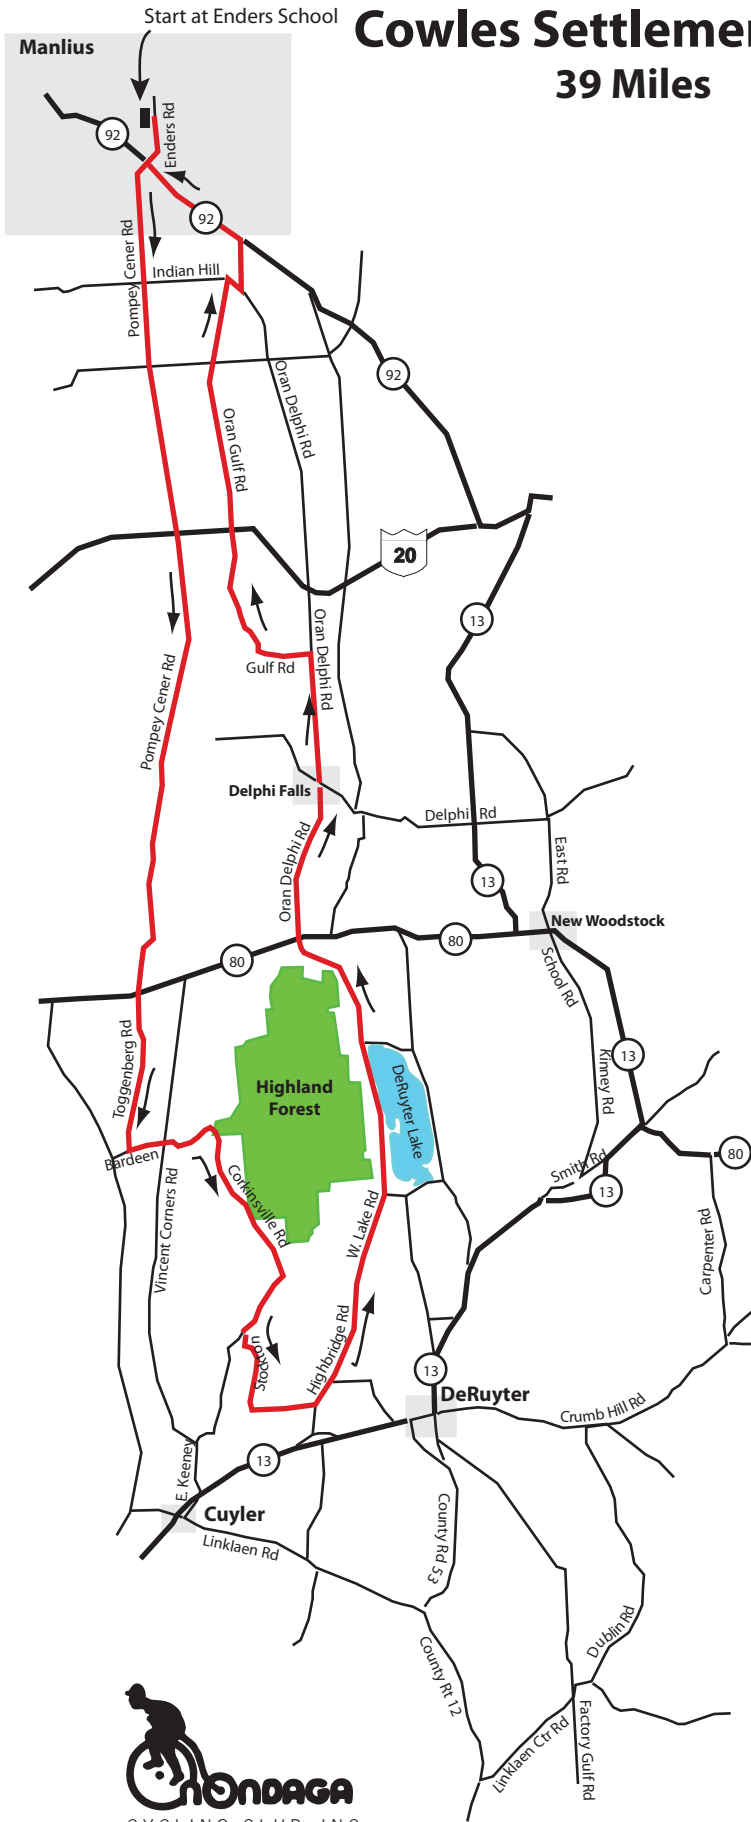 Start at Enders School
Cowles Settleme
39 Miles
Manlius
92
Enders Rd
92
Pompey Cener Rd
Indian Hill
92
Oran Delphi Rd
Oran Gulf Rd
20
13
Oran Delphi Rd
Gulf Rd
Pompey Cener Rd
Delphi Falls
Delphi Rd
Oran Delphi Rd
East Rd
13
New Woodstock
80
80
School Rd
Toggenberg Rd
13
Kinney Rd
Highland
Forest
DeRuyter Lake
Bardeen
80
Smith Rd
13
Vincent Corners Rd
Corkinsville Rd
W. Lake Rd
Carpenter Rd
Stockton
Highbridge Rd
13
DeRuyter
Crumb Hill Rd
13
E. Keeney
Cuyler
Linklaen Rd
County Rd 53
Dublin Rd
County Rt 12
Linklaen Ctr Rd
Factory Gulf Rd
ONONDAGA